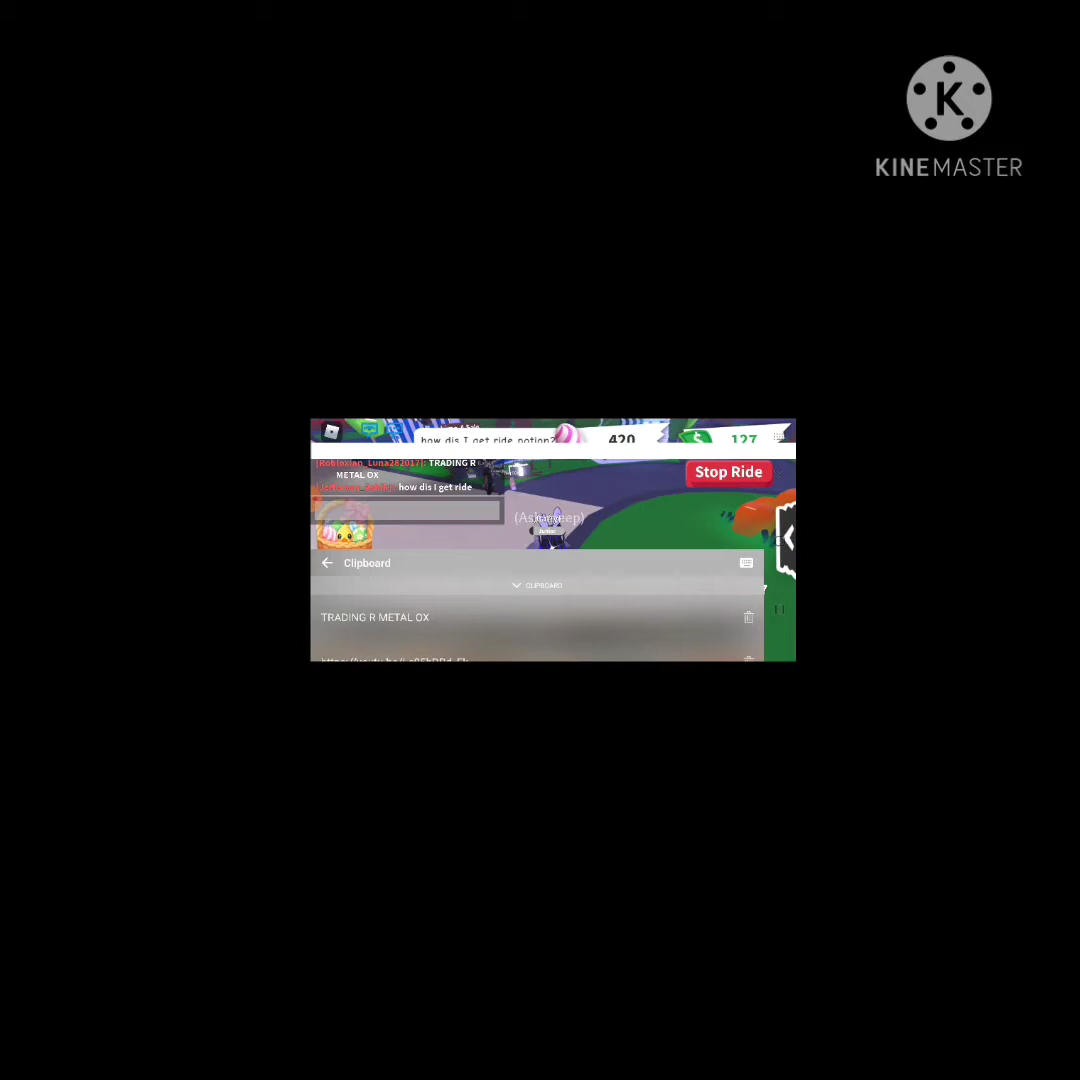 KINEMASTER
how dis I get ride potion?
420
127
[Robloxian_Luna282017]: TRADING R
METAL OX
how dis I get ride
Stop Ride
Clipboard
CLIPBOARD
TRADING R METAL OX